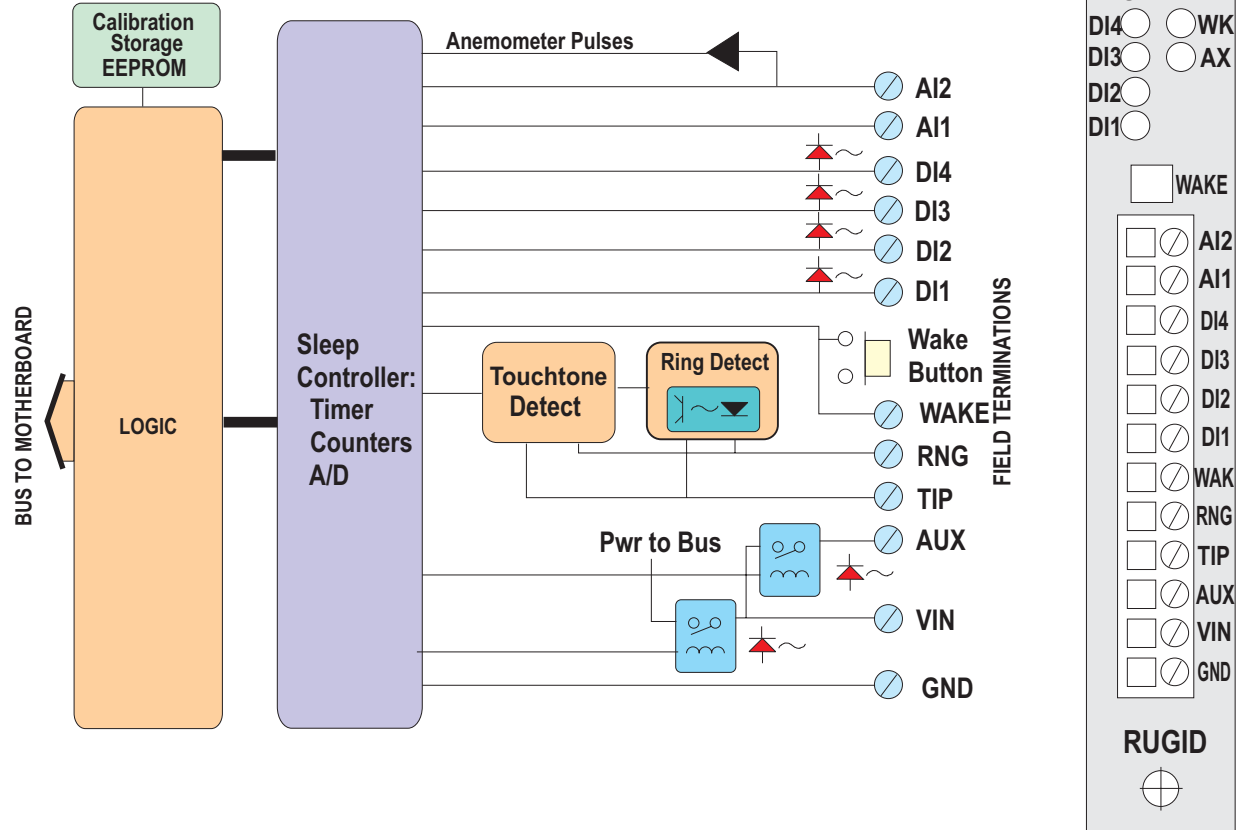 Calibration
Storage
EEPROM
Anemometer Pulses
AI2
AI1
DI4
DI3
DI2
DI1
Wake
Button
WAKE
RNG
TIP
AUX
VIN
GND
FIELD TERMINATIONS
BUS TO MOTHERBOARD
LOGIC
Sleep
Controller:
Timer
Counters
A/D
Touchtone
Detect
Ring Detect
Pwr to Bus
DI4 WK
DI3 AX
DI2
DI1
WAKE
AI2
AI1
DI4
DI3
DI2
DI1
WAK
RNG
TIP
AUX
VIN
GND
RUGID